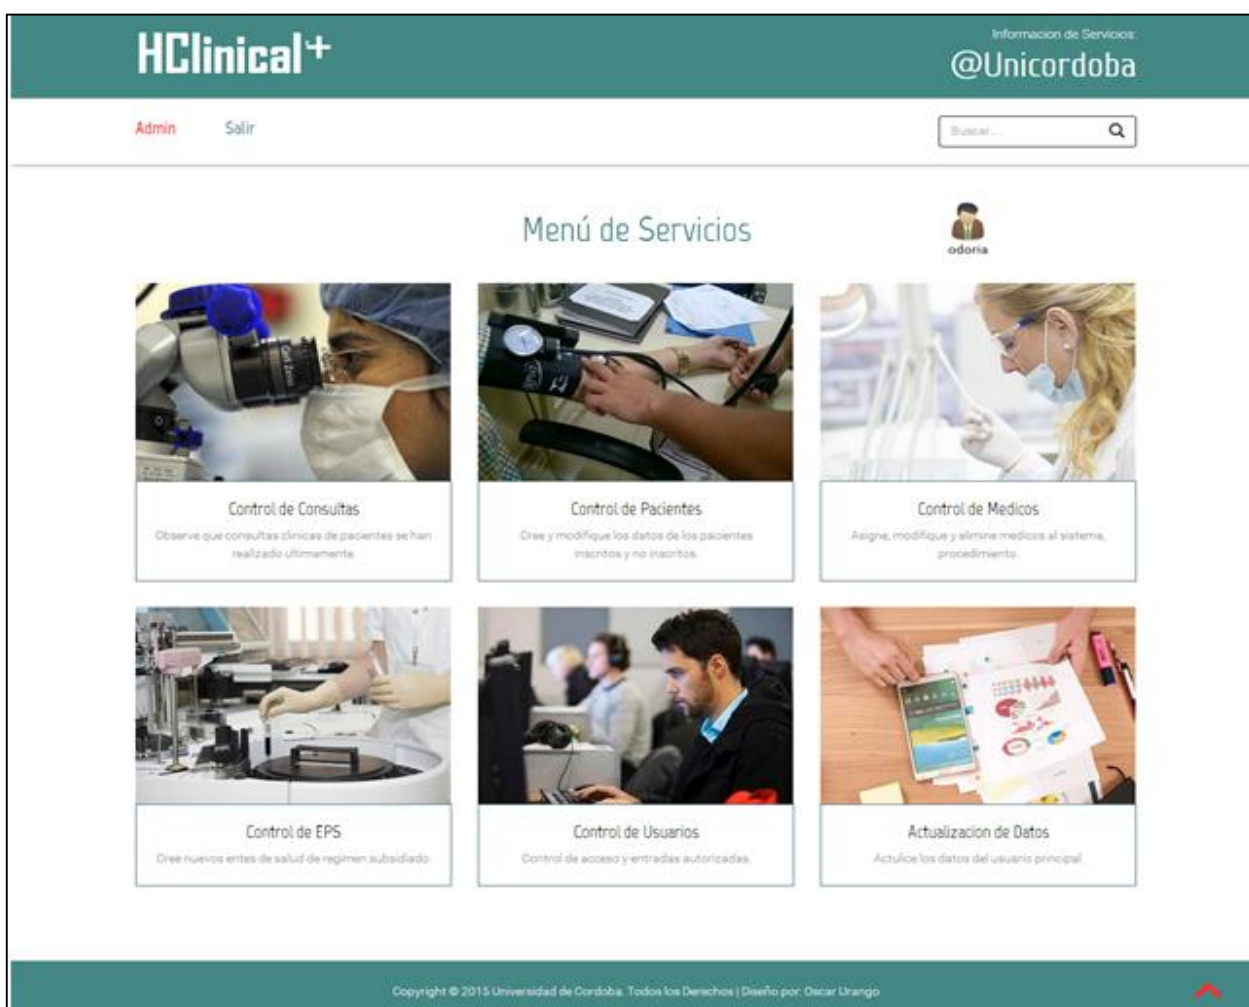 HClinical+
Informacion de Servicios:
@Unicordoba
Admin
Salir
Buscar...
Menú de Servicios
odoria
Control de Consultas
Observe que consultas clinicas de pacientes se han
realizado ultimamente.
Control de Pacientes
Cree y modifique los datos de los pacientes
inscritos y no inscritos.
Control de Medicos
Asigne, modifique y elimine medicos al sistema,
procedimiento.
Control de EPS
Cree nuevos entes de salud de regimen subsidiado.
Control de Usuarios
Control de acceso y entradas autorizadas.
Actualizacion de Datos
Actulice los datos del usuario principal.
Copyright © 2015 Universidad de Cordoba. Todos los Derechos | Diseño por: Oscar Urango